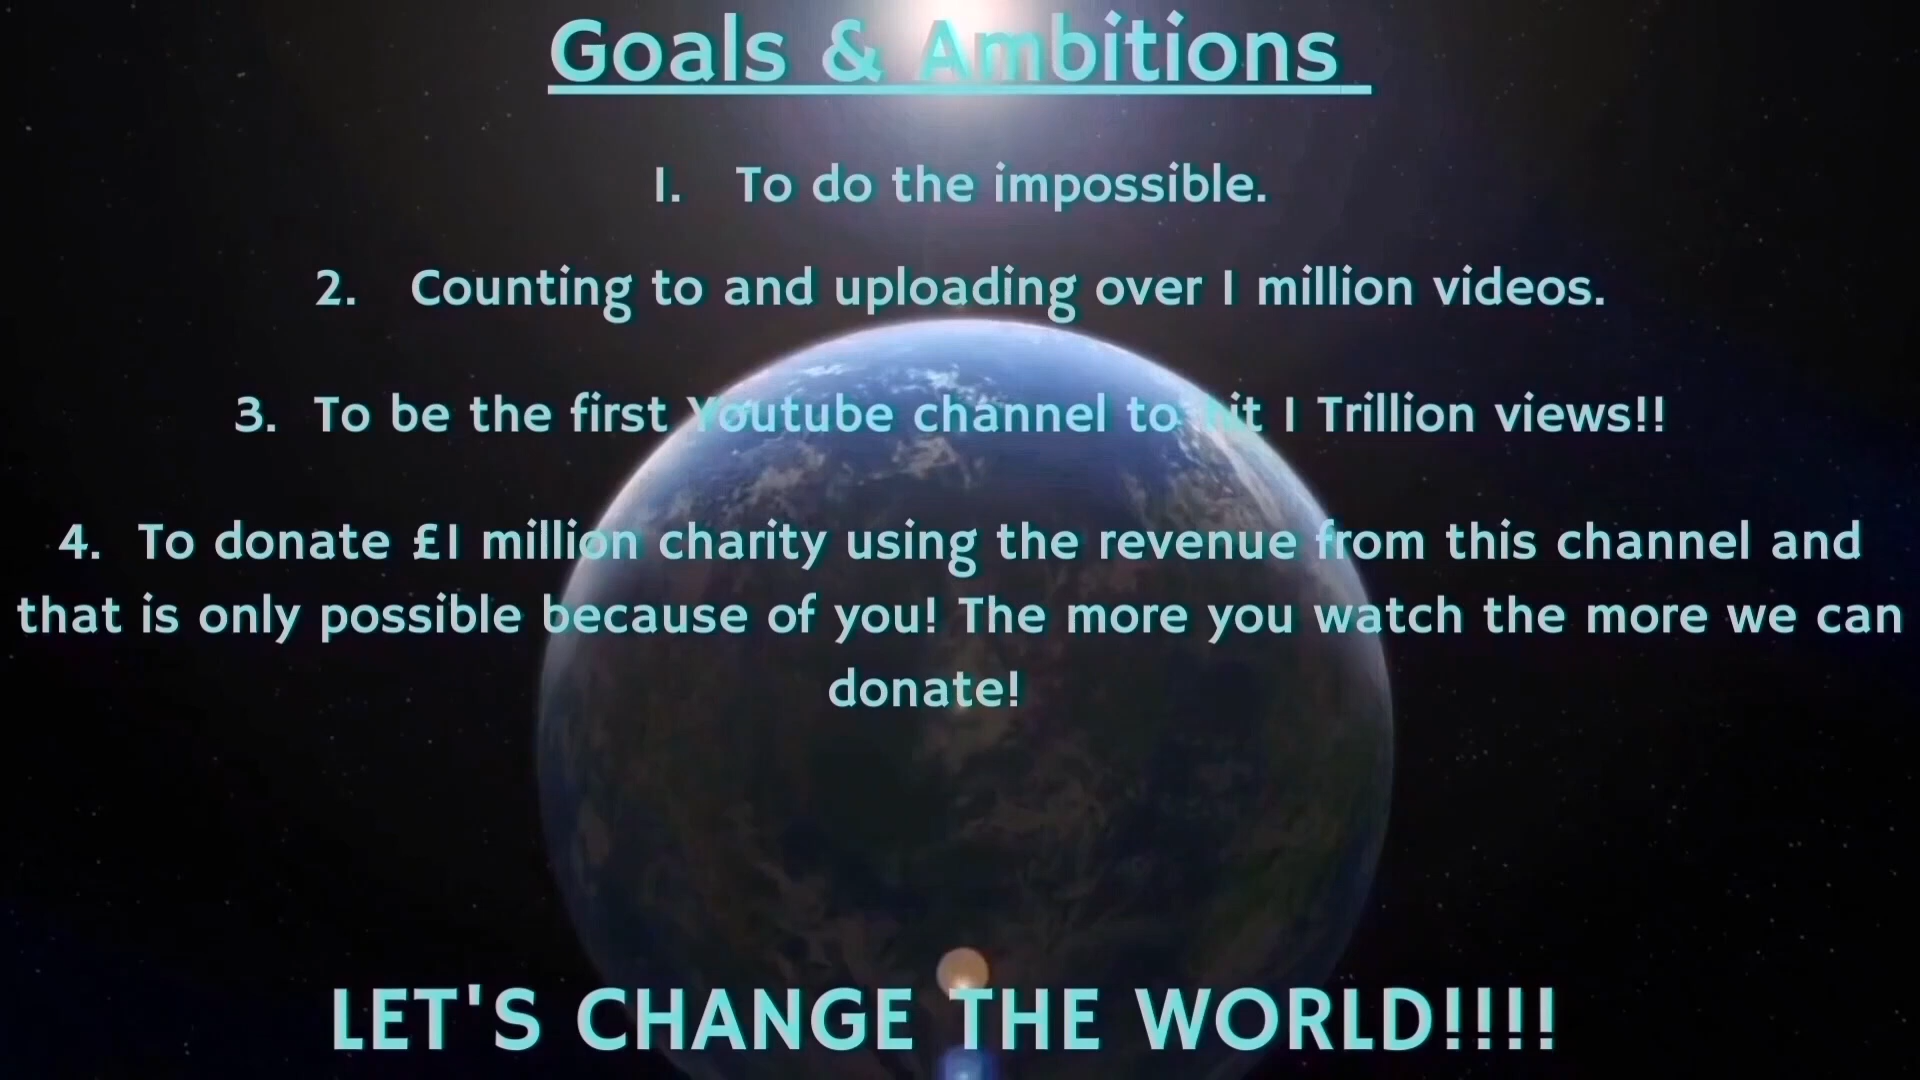 Goals & Ambitions
1. To do the impossible.
2. Counting to and uploading over 1 million videos.
3. To be the first Youtube channel to hit 1 Trillion views!!
4. To donate £1 million charity using the revenue from this channel and
that is only possible because of you! The more you watch the more we can
donate!
LET'S CHANGE THE WORLD!!!!